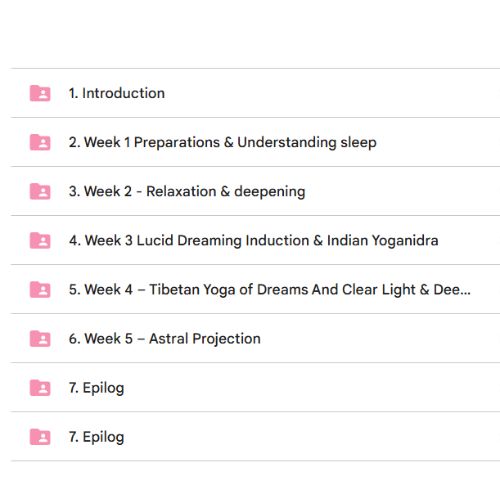 1. Introduction
2. Week 1 Preparations & Understanding sleep
3. Week 2 - Relaxation & deepening
4. Week 3 Lucid Dreaming Induction & Indian Yoganidra
5. Week 4 – Tibetan Yoga of Dreams And Clear Light & Dee...
6. Week 5 – Astral Projection
7. Epilog
7. Epilog